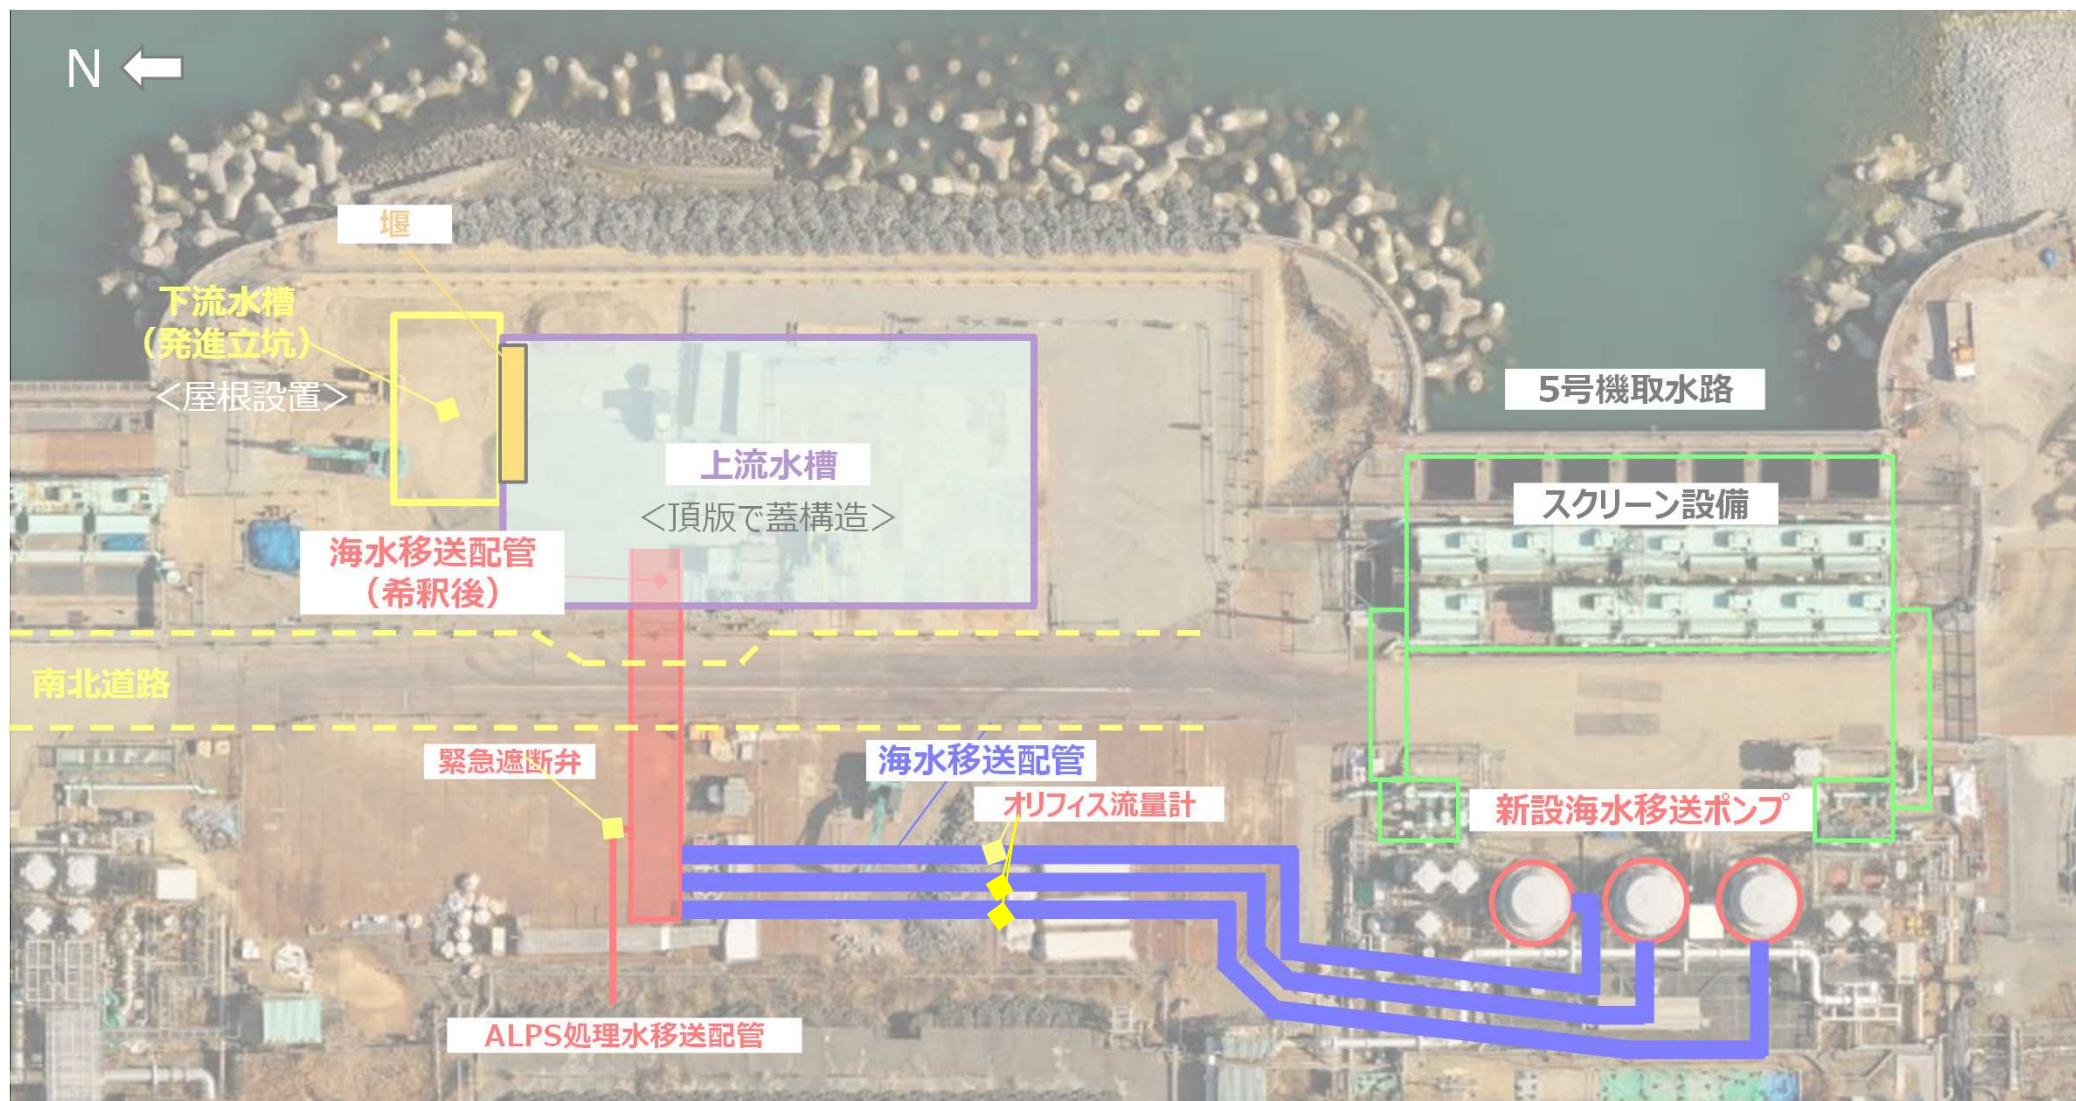 N
堰
下流水槽
（発進立坑）
＜屋根設置＞
5号機取水路
上流水槽
＜頂版で蓋構造＞
スクリーン設備
海水移送配管
（希釈後）
南北道路
緊急遮断弁
海水移送配管
オリフィス流量計
新設海水移送ポンプ
ALPS処理水移送配管